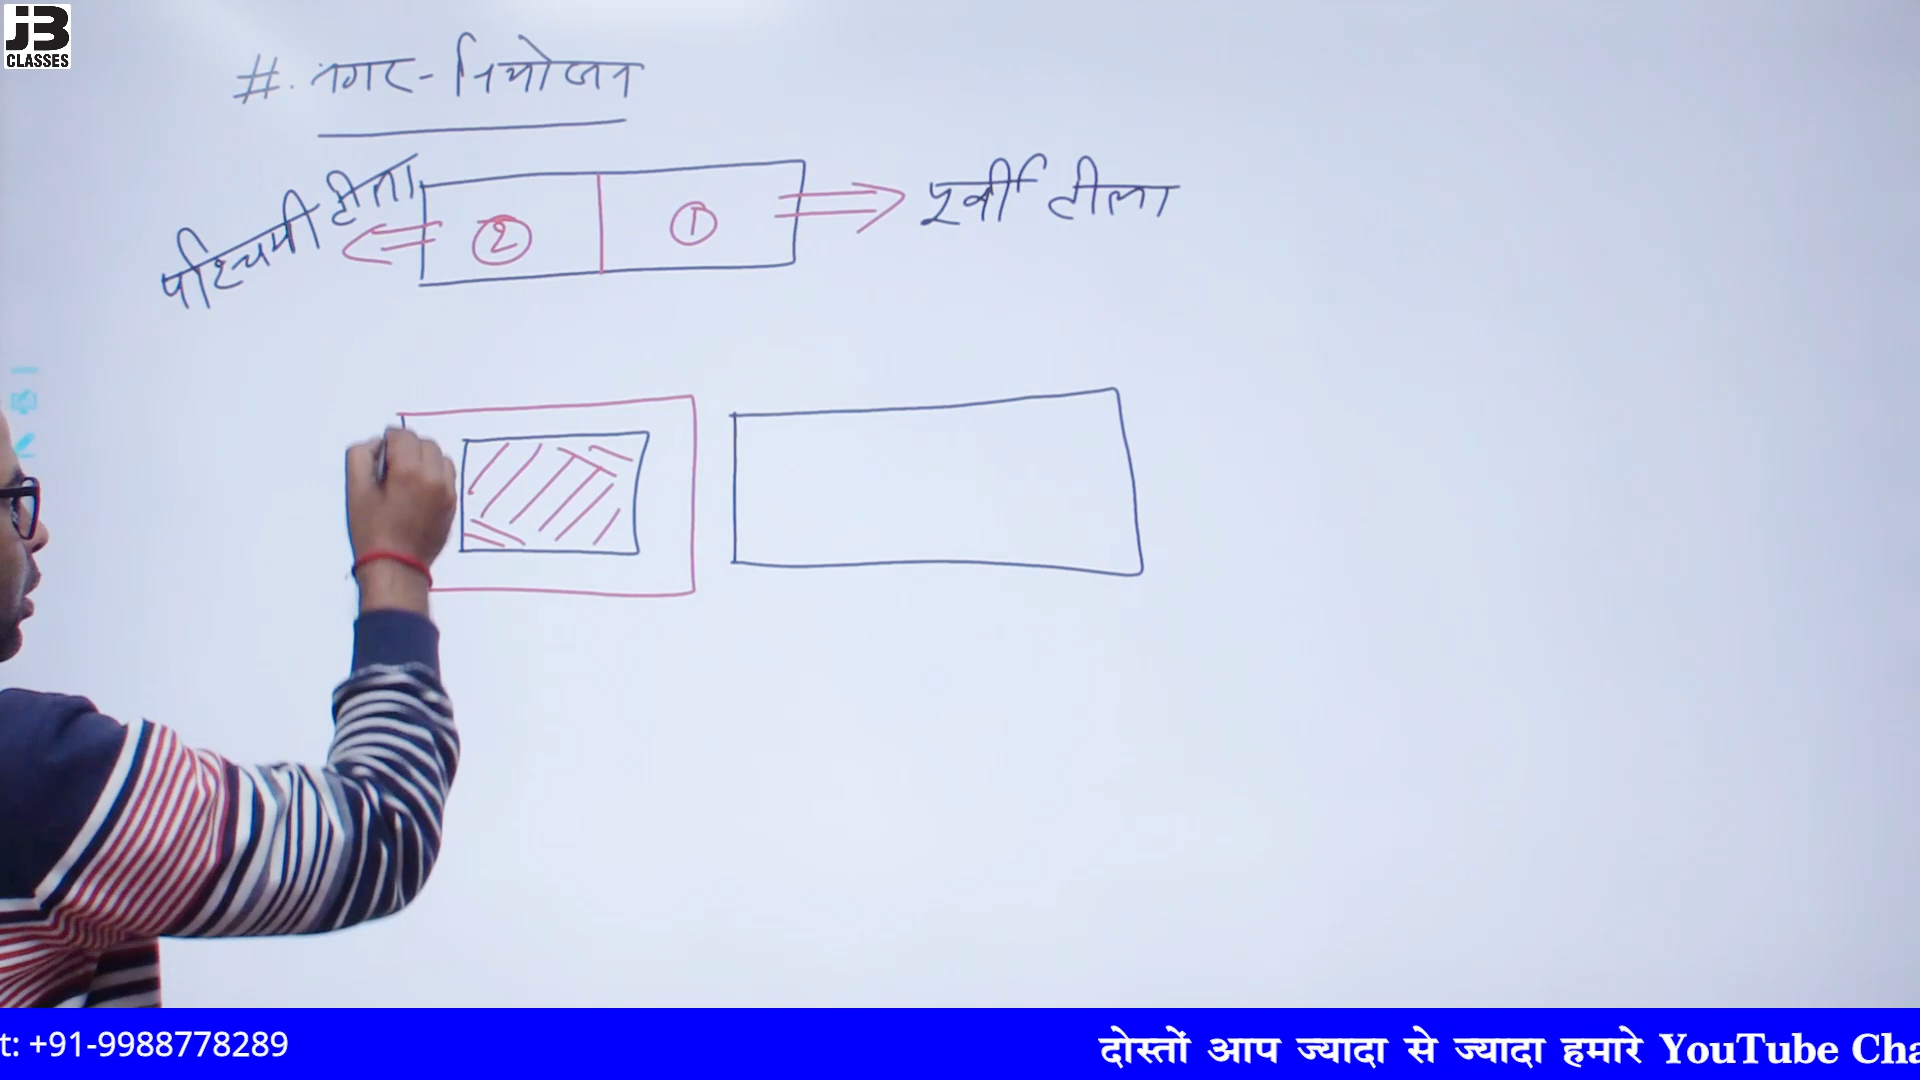 JB
CLASSES
# नगर-नियोजन
पश्चिमी टीला
2
1
पूर्वी टीला
t: +91-9988778289
दोस्तों आप ज्यादा से ज्यादा हमारे YouTube Cha